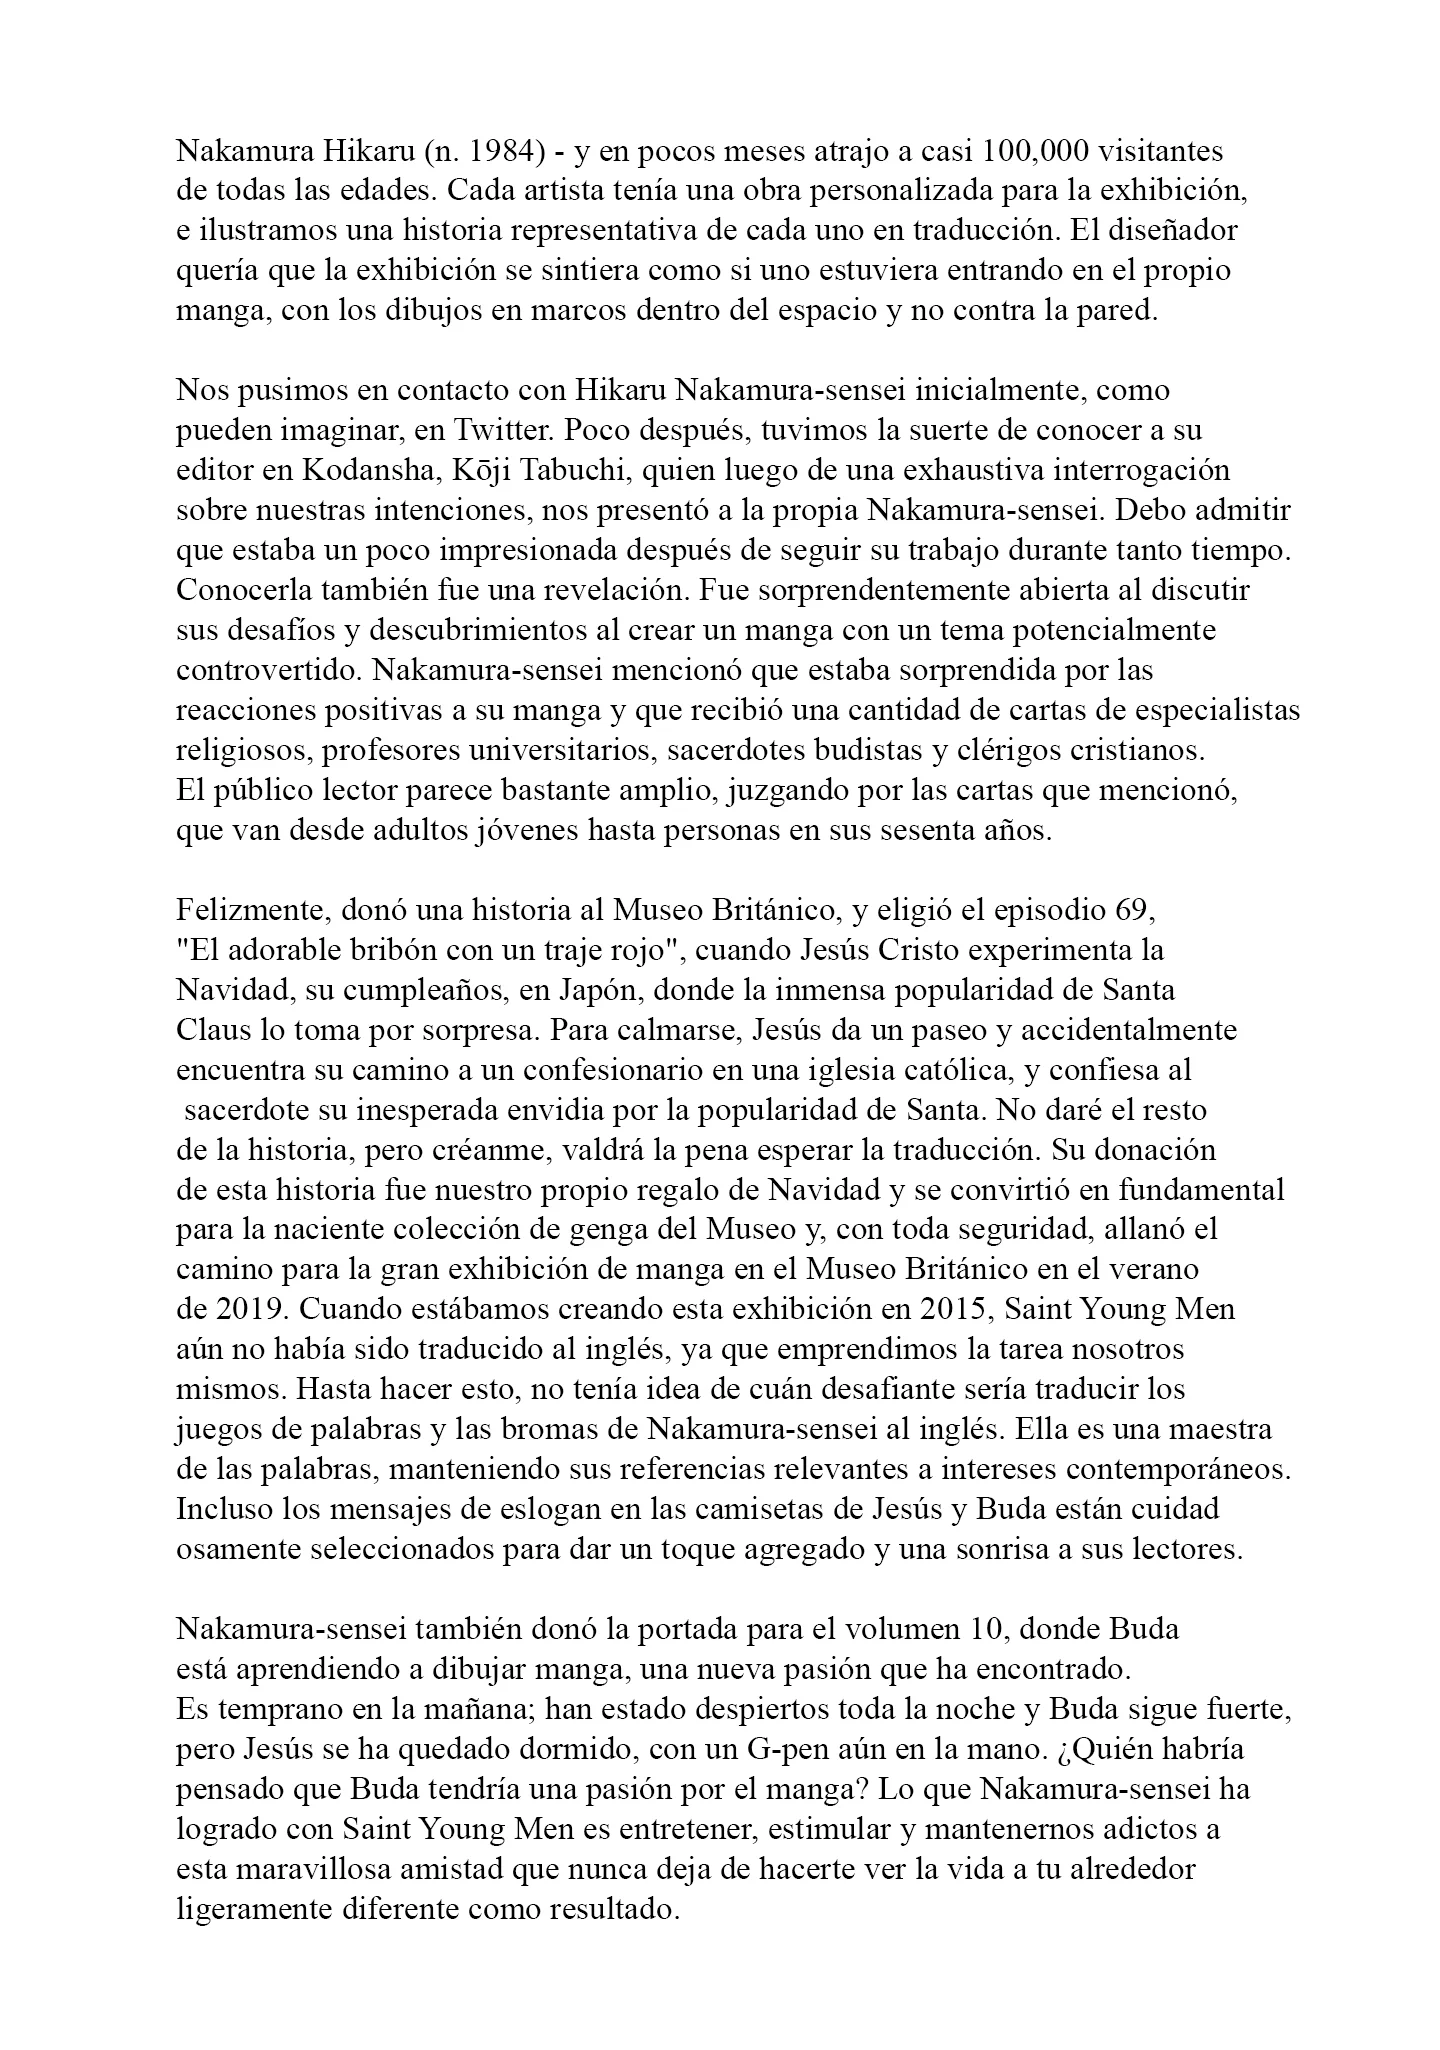 Nakamura Hikaru (n. 1984) - y en pocos meses atrajo a casi 100,000 visitantes
de todas las edades. Cada artista tenía una obra personalizada para la exhibición,
e ilustramos una historia representativa de cada uno en traducción. El diseñador
quería que la exhibición se sintiera como si uno estuviera entrando en el propio
manga, con los dibujos en marcos dentro del espacio y no contra la pared.

Nos pusimos en contacto con Hikaru Nakamura-sensei inicialmente, como
pueden imaginar, en Twitter. Poco después, tuvimos la suerte de conocer a su
editor en Kodansha, Kōji Tabuchi, quien luego de una exhaustiva interrogación
sobre nuestras intenciones, nos presentó a la propia Nakamura-sensei. Debo admitir
que estaba un poco impresionada después de seguir su trabajo durante tanto tiempo.
Conocerla también fue una revelación. Fue sorprendentemente abierta al discutir
sus desafíos y descubrimientos al crear un manga con un tema potencialmente
controvertido. Nakamura-sensei mencionó que estaba sorprendida por las
reacciones positivas a su manga y que recibió una cantidad de cartas de especialistas
religiosos, profesores universitarios, sacerdotes budistas y clérigos cristianos.
El público lector parece bastante amplio, juzgando por las cartas que mencionó,
que van desde adultos jóvenes hasta personas en sus sesenta años.

Felizmente, donó una historia al Museo Británico, y eligió el episodio 69,
"El adorable bribón con un traje rojo", cuando Jesús Cristo experimenta la
Navidad, su cumpleaños, en Japón, donde la inmensa popularidad de Santa
Claus lo toma por sorpresa. Para calmarse, Jesús da un paseo y accidentalmente
encuentra su camino a un confesionario en una iglesia católica, y confiesa al
sacerdote su inesperada envidia por la popularidad de Santa. No daré el resto
de la historia, pero créanme, valdrá la pena esperar la traducción. Su donación
de esta historia fue nuestro propio regalo de Navidad y se convirtió en fundamental
para la naciente colección de genga del Museo y, con toda seguridad, allanó el
camino para la gran exhibición de manga en el Museo Británico en el verano
de 2019. Cuando estábamos creando esta exhibición en 2015, Saint Young Men
aún no había sido traducido al inglés, ya que emprendimos la tarea nosotros
mismos. Hasta hacer esto, no tenía idea de cuán desafiante sería traducir los
juegos de palabras y las bromas de Nakamura-sensei al inglés. Ella es una maestra
de las palabras, manteniendo sus referencias relevantes a intereses contemporáneos.
Incluso los mensajes de eslogan en las camisetas de Jesús y Buda están cuidad
osamente seleccionados para dar un toque agregado y una sonrisa a sus lectores.

Nakamura-sensei también donó la portada para el volumen 10, donde Buda
está aprendiendo a dibujar manga, una nueva pasión que ha encontrado.
Es temprano en la mañana; han estado despiertos toda la noche y Buda sigue fuerte,
pero Jesús se ha quedado dormido, con un G-pen aún en la mano. ¿Quién habría
pensado que Buda tendría una pasión por el manga? Lo que Nakamura-sensei ha
logrado con Saint Young Men es entretener, estimular y mantenernos adictos a
esta maravillosa amistad que nunca deja de hacerte ver la vida a tu alrededor
ligeramente diferente como resultado.